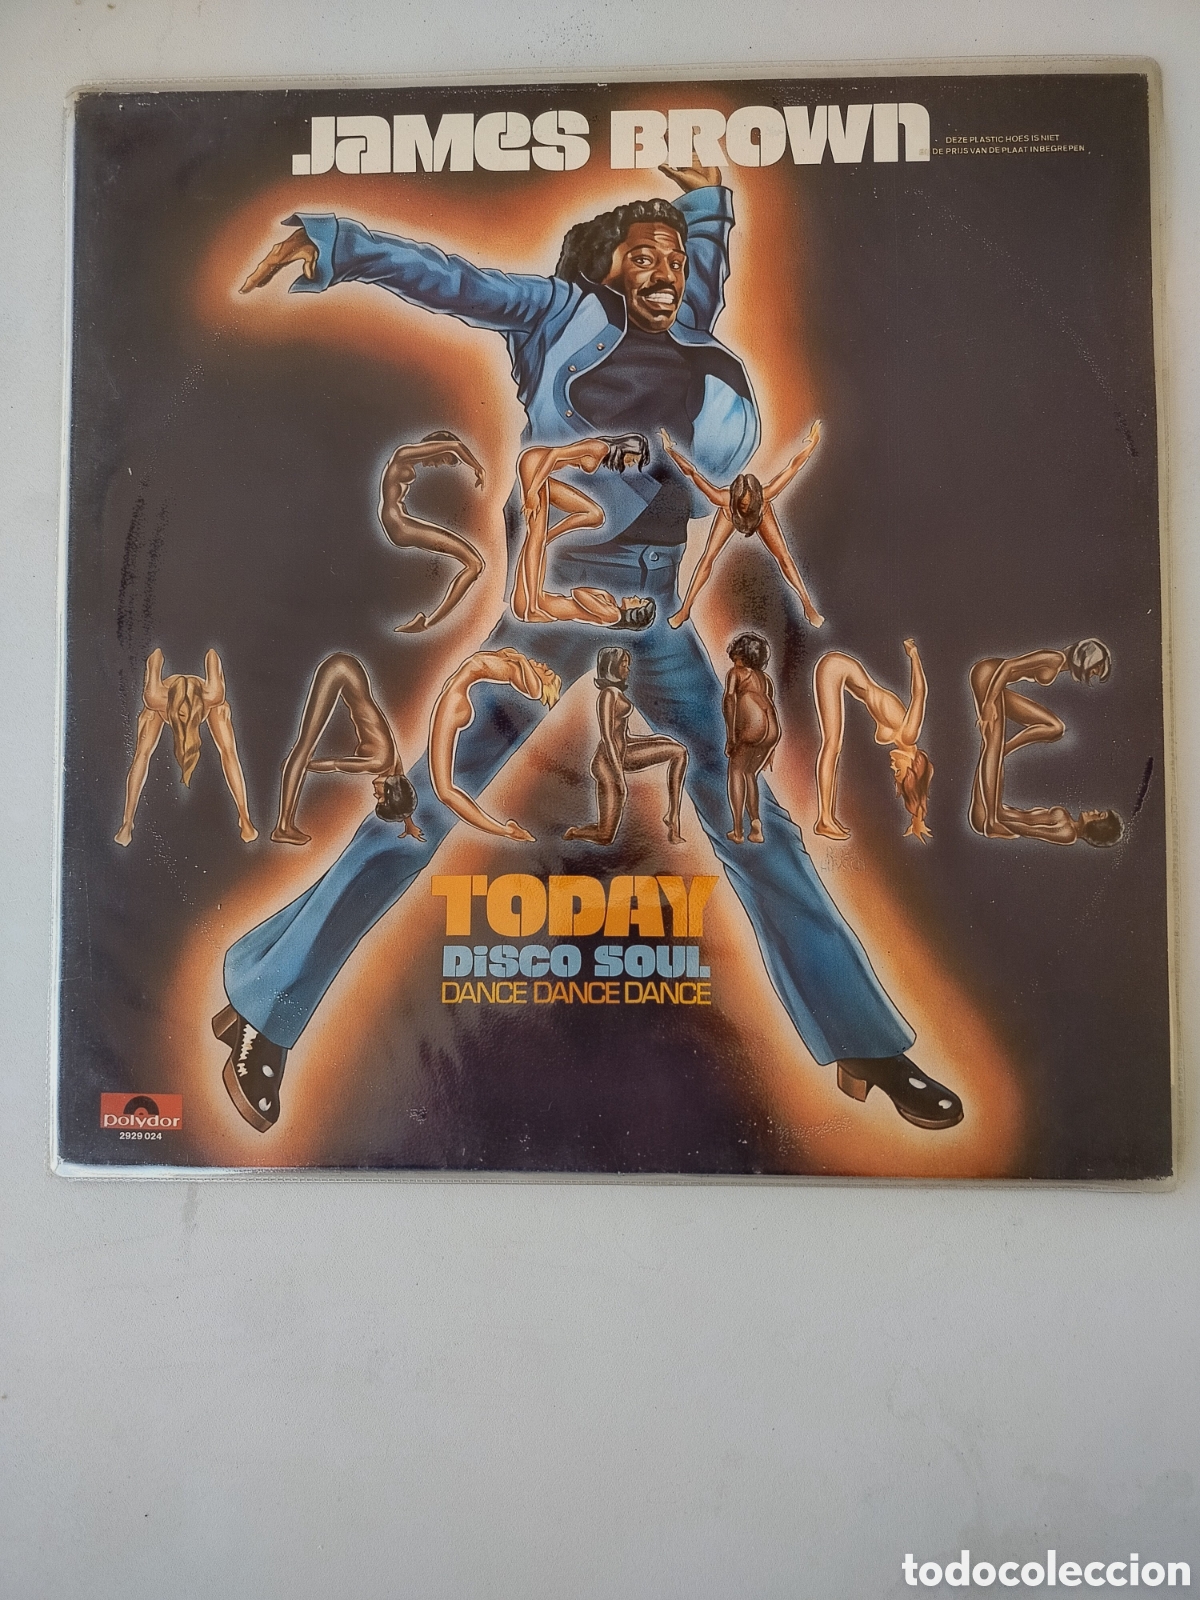 James Brown
DEZE PLASTIC HOES IS NIET
DE PRIJS VAN DE PLAAT INBEGREPEN
SEX
MACHINE
TODAY
DISCO SOUL
DANCE DANCE DANCE
polydor
2929 024
todocoleccion